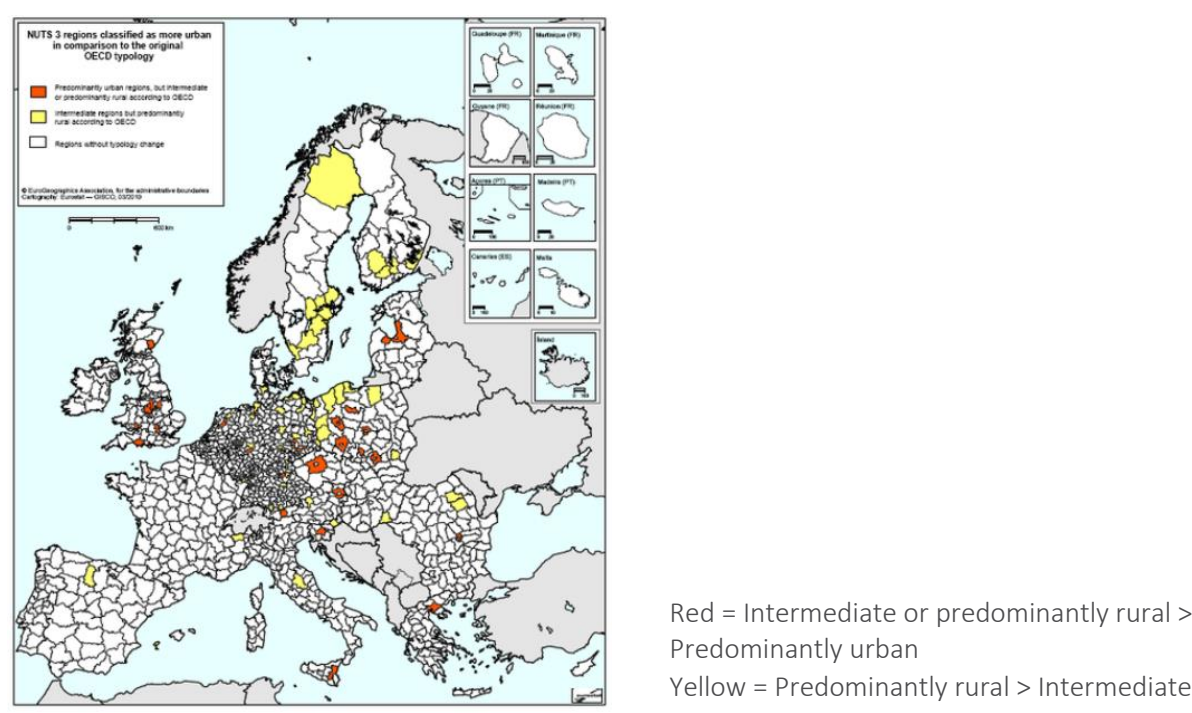 NUTS 3 regions classified as more urban
in comparison to the original
OECD typology
Predominantly urban regions, but intermediate
or predominantly rural according to OECD
Intermediate regions but predominantly
rural according to OECD
Regions without typology change
© EuroGeographics Association, for the administrative boundaries
Cartography: Eurostat — GISCO, 03/2010
0 600 km
Guadeloupe (FR) Martinique (FR)
Guyane (FR) Réunion (FR)
Açores (PT) Madeira (PT)
Canarias (ES) Malta
Ísland
Red = Intermediate or predominantly rural >
Predominantly urban
Yellow = Predominantly rural > Intermediate